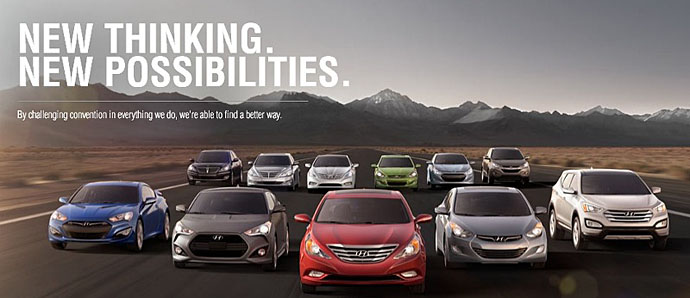 NEW THINKING.
NEW POSSIBILITIES.
By challenging convention in everything we do, we're able to find a better way.